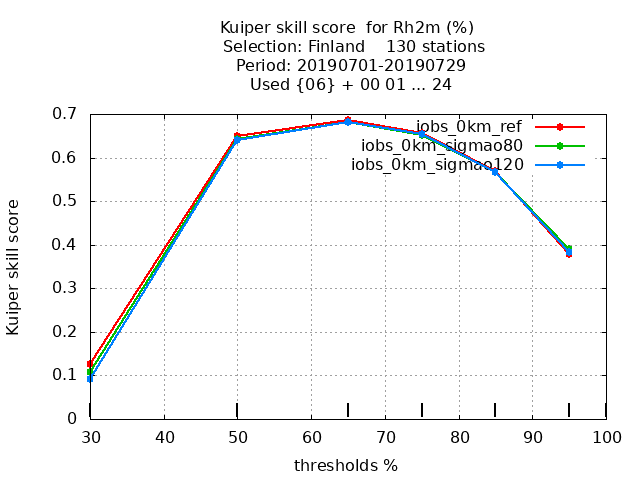 Kuiper skill score for Rh2m (%)
Selection: Finland 130 stations
Period: 20190701-20190729
Used {06} + 00 01 ... 24
iobs_0km_ref
iobs_0km_sigmao80
iobs_0km_sigmao120
Kuiper skill score
0.7
0.6
0.5
0.4
0.3
0.2
0.1
0
30 40 50 60 70 80 90 100
thresholds %